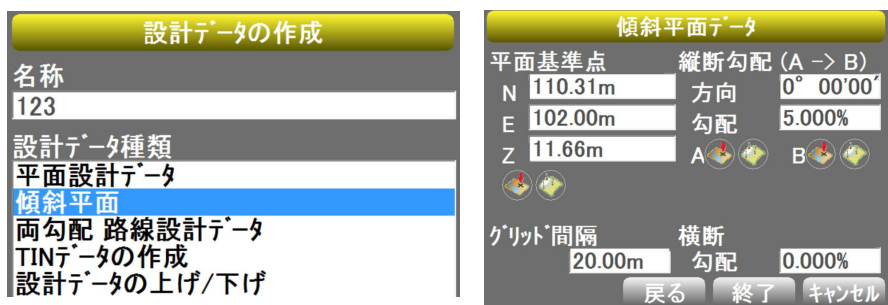 設計ﾃﾞｰﾀの作成
名称
123
設計ﾃﾞｰﾀ種類
平面設計ﾃﾞｰﾀ
傾斜平面
両勾配 路線設計ﾃﾞｰﾀ
TINﾃﾞｰﾀの作成
設計ﾃﾞｰﾀの上げ/下げ
傾斜平面ﾃﾞｰﾀ
平面基準点 縦断勾配 (A -> B)
N 110.31m 方向 0° 00'00'
E 102.00m 勾配 5.000%
Z 11.66m A B
ｸﾞﾘｯﾄﾞ間隔 横断
20.00m 勾配 0.000%
戻る 終了 ｷｬﾝｾﾙ